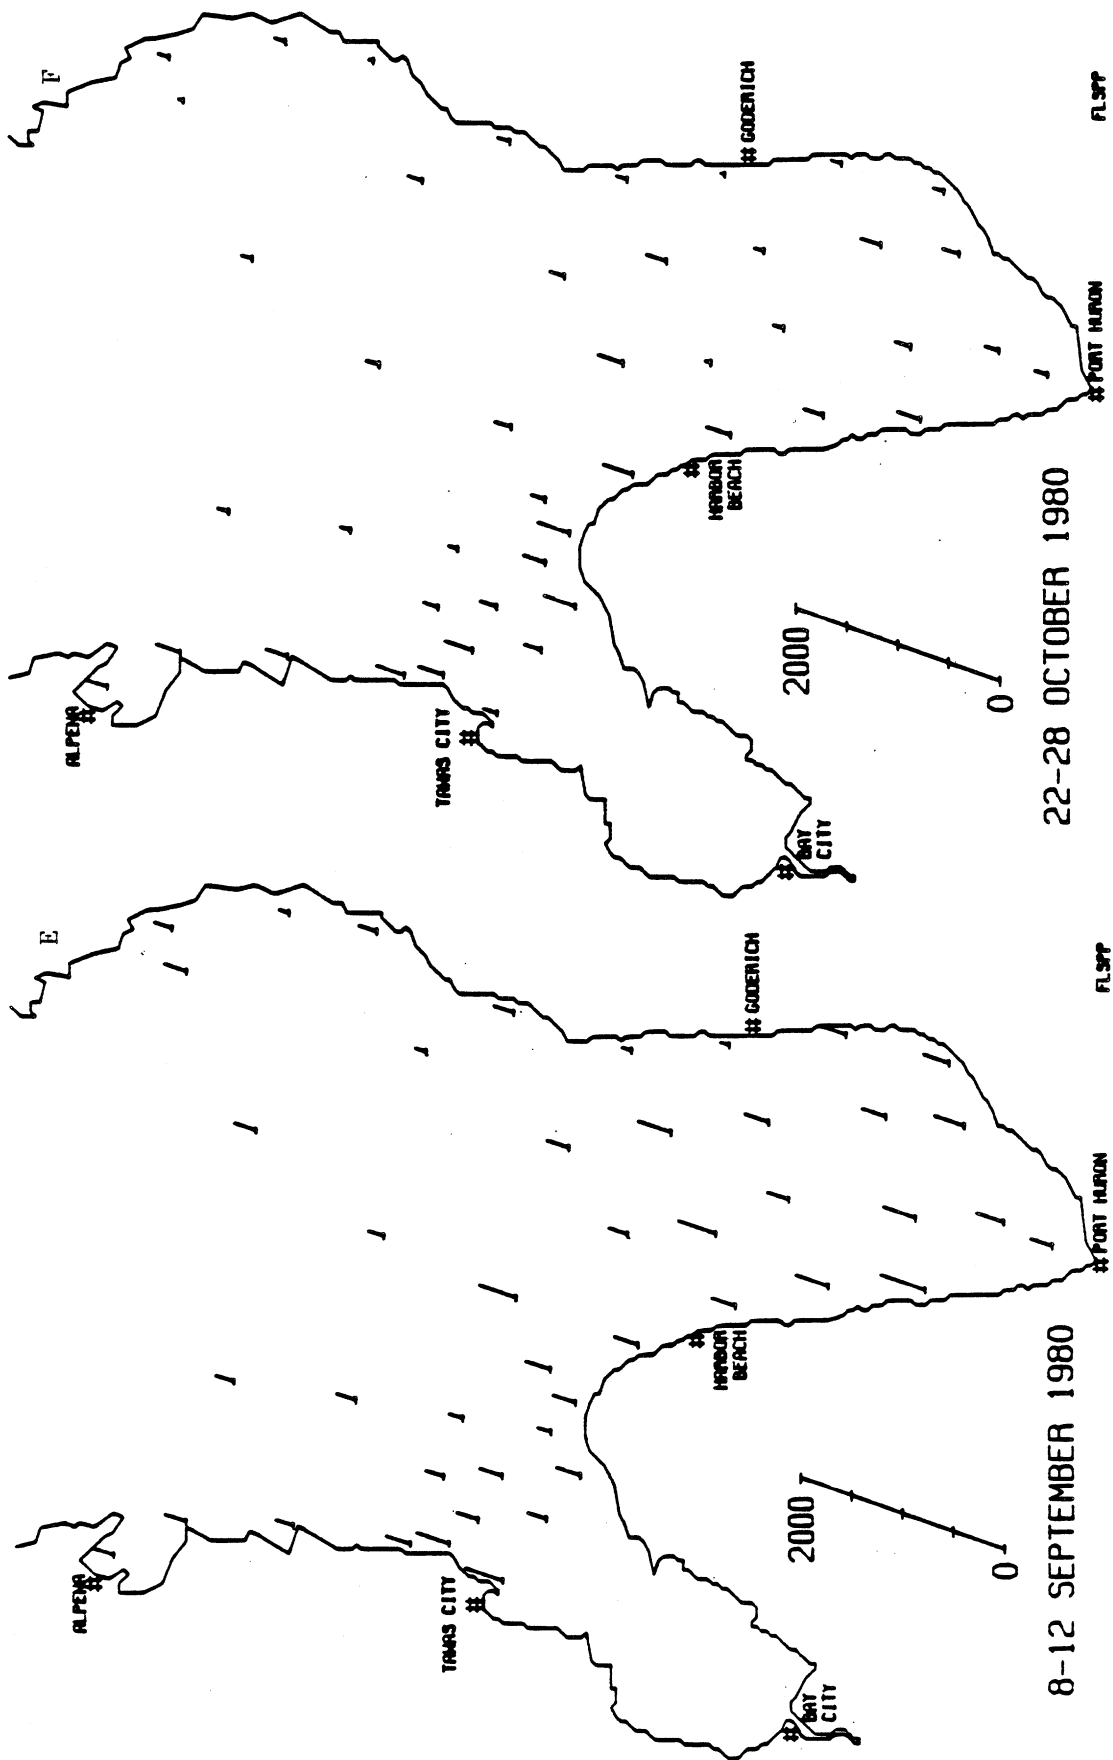 F
ALPENA
#
TAWAS CITY
#
HARBOR
BEACH
#
# GODERICH
#
BAY
CITY
2000
0
# PORT HURON
22-28 OCTOBER 1980
FLSPP
E
ALPENA
#
TAWAS CITY
#
HARBOR
BEACH
#
# GODERICH
#
BAY
CITY
2000
0
# PORT HURON
8-12 SEPTEMBER 1980
FLSPP